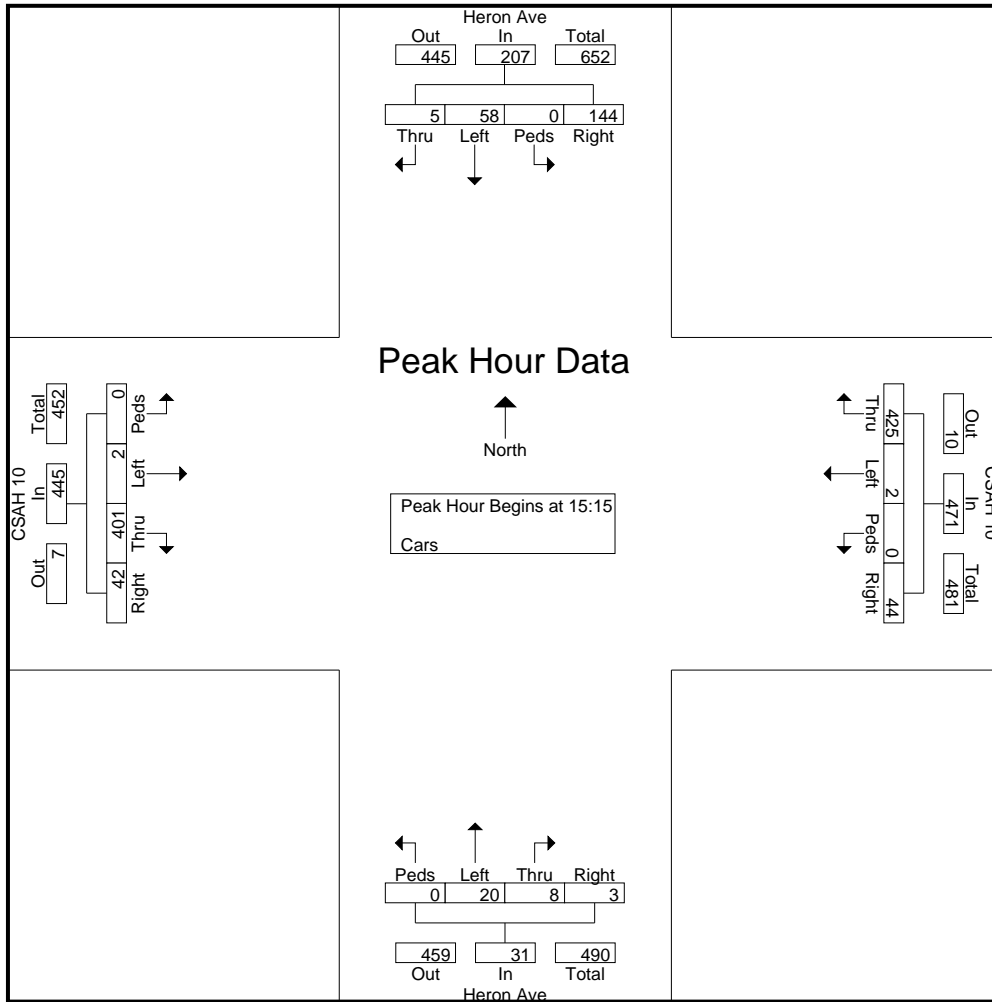 Heron Ave
Out In Total
445 207 652
5 58 0 144
Thru Left Peds Right
Peak Hour Data
North
Peak Hour Begins at 15:15
Cars
CSAH 10
Total In Out
452 445 7
0 2 401 42
Peds Left Thru Right
Thru Left Peds Right
425 2 0 44
Out In Total
10 471 481
CSAH 10
Peds Left Thru Right
0 20 8 3
459 31 490
Out In Total
Heron Ave